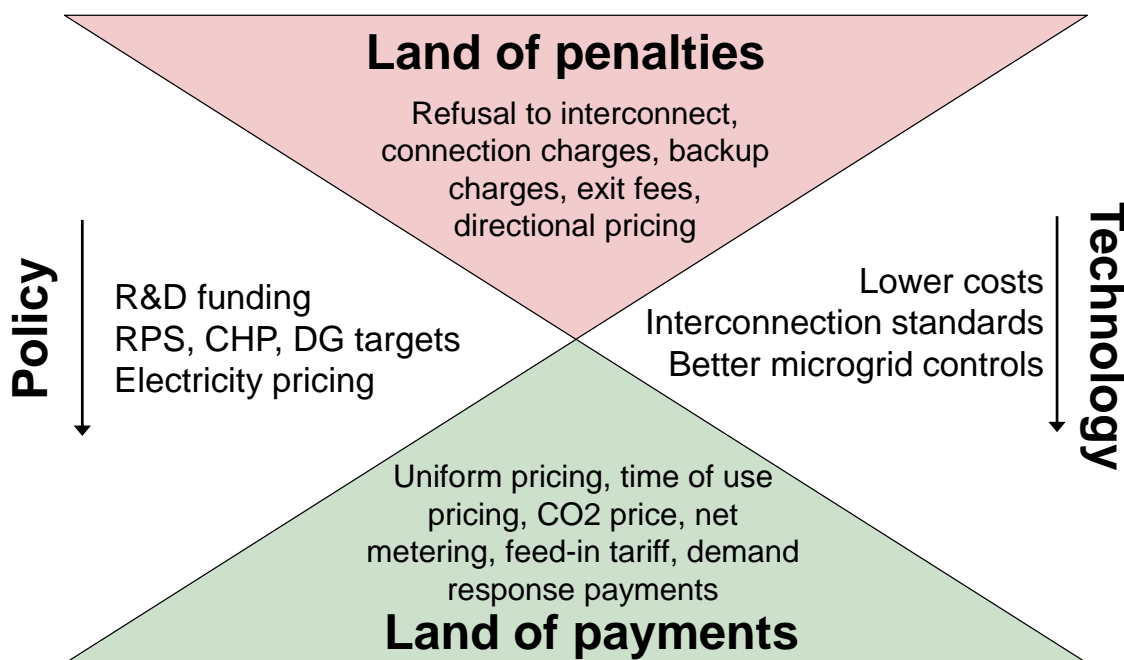 Land of penalties
Refusal to interconnect,
connection charges, backup
charges, exit fees,
directional pricing
Policy
R&D funding
RPS, CHP, DG targets
Electricity pricing
Lower costs
Interconnection standards
Better microgrid controls
Technology
Uniform pricing, time of use
pricing, CO2 price, net
metering, feed-in tariff, demand
response payments
Land of payments